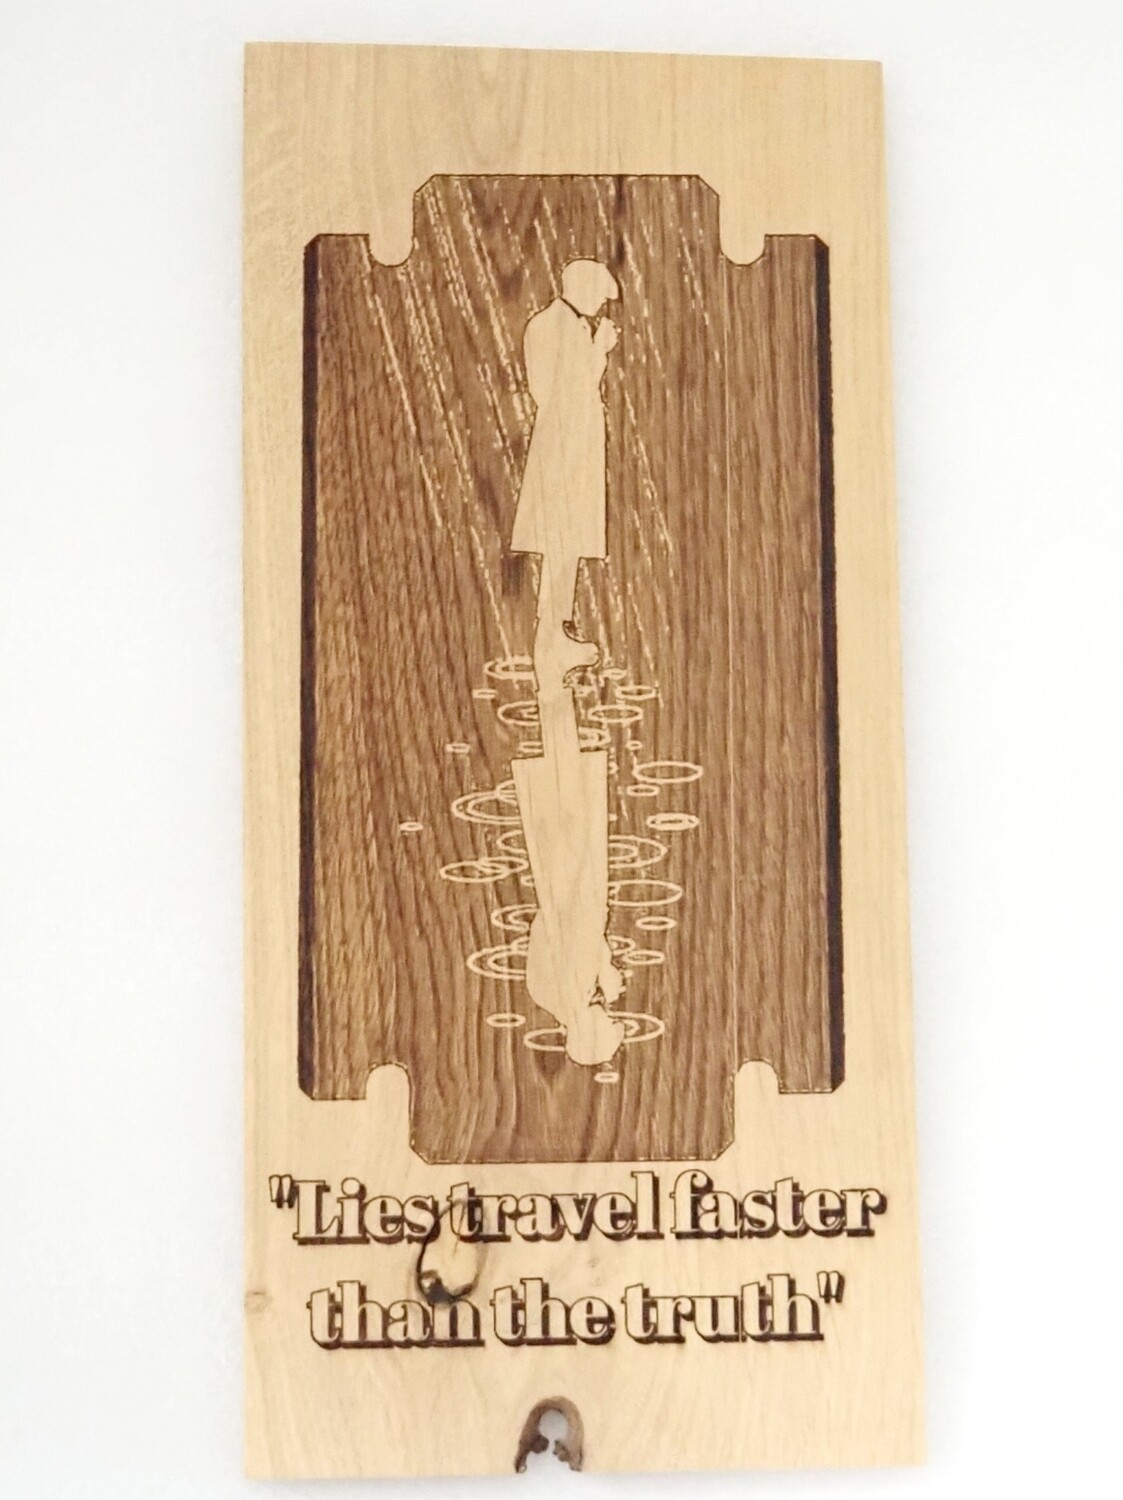 "Lies travel faster
than the truth"